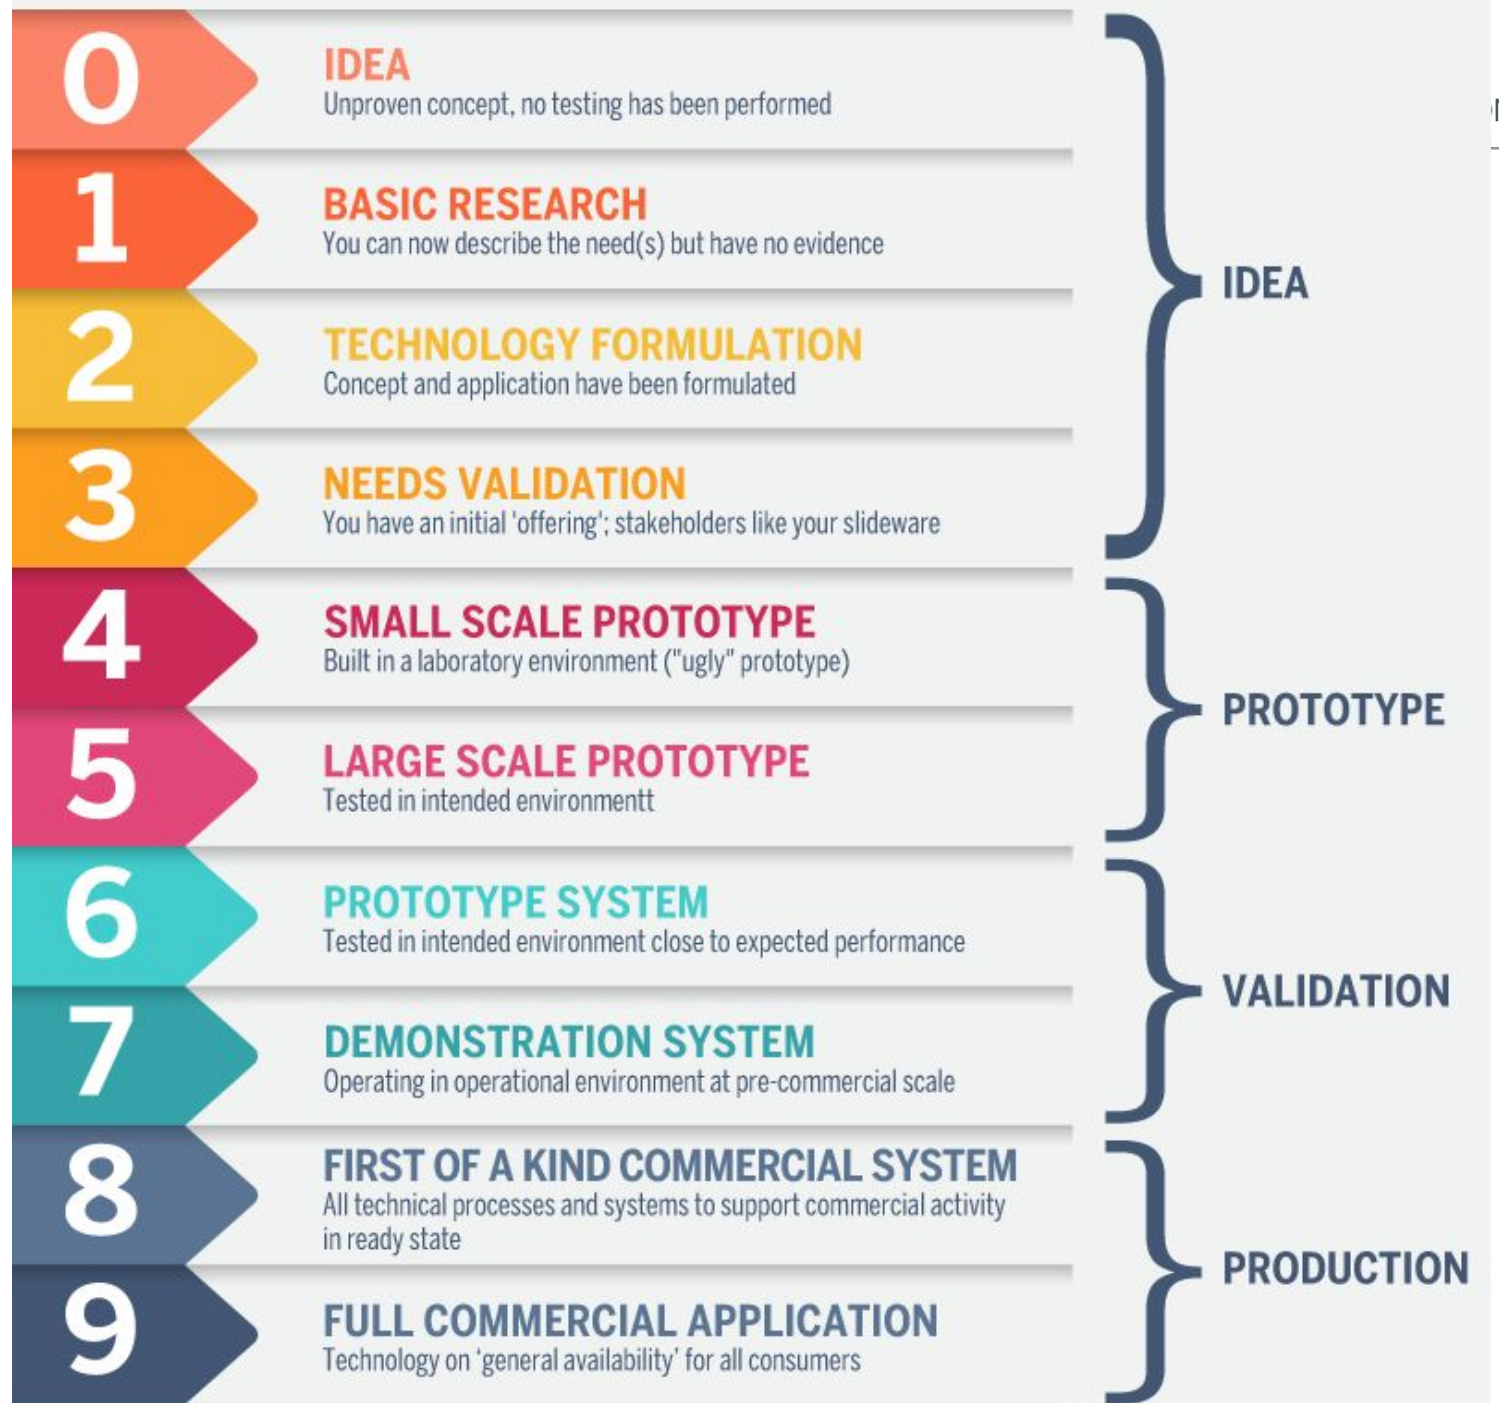 0
IDEA
Unproven concept, no testing has been performed
1
BASIC RESEARCH
You can now describe the need(s) but have no evidence
2
TECHNOLOGY FORMULATION
Concept and application have been formulated
3
NEEDS VALIDATION
You have an initial 'offering'; stakeholders like your slideware
IDEA
4
SMALL SCALE PROTOTYPE
Built in a laboratory environment ("ugly" prototype)
5
LARGE SCALE PROTOTYPE
Tested in intended environmentt
PROTOTYPE
6
PROTOTYPE SYSTEM
Tested in intended environment close to expected performance
7
DEMONSTRATION SYSTEM
Operating in operational environment at pre-commercial scale
VALIDATION
8
FIRST OF A KIND COMMERCIAL SYSTEM
All technical processes and systems to support commercial activity
in ready state
9
FULL COMMERCIAL APPLICATION
Technology on ‘general availability’ for all consumers
PRODUCTION